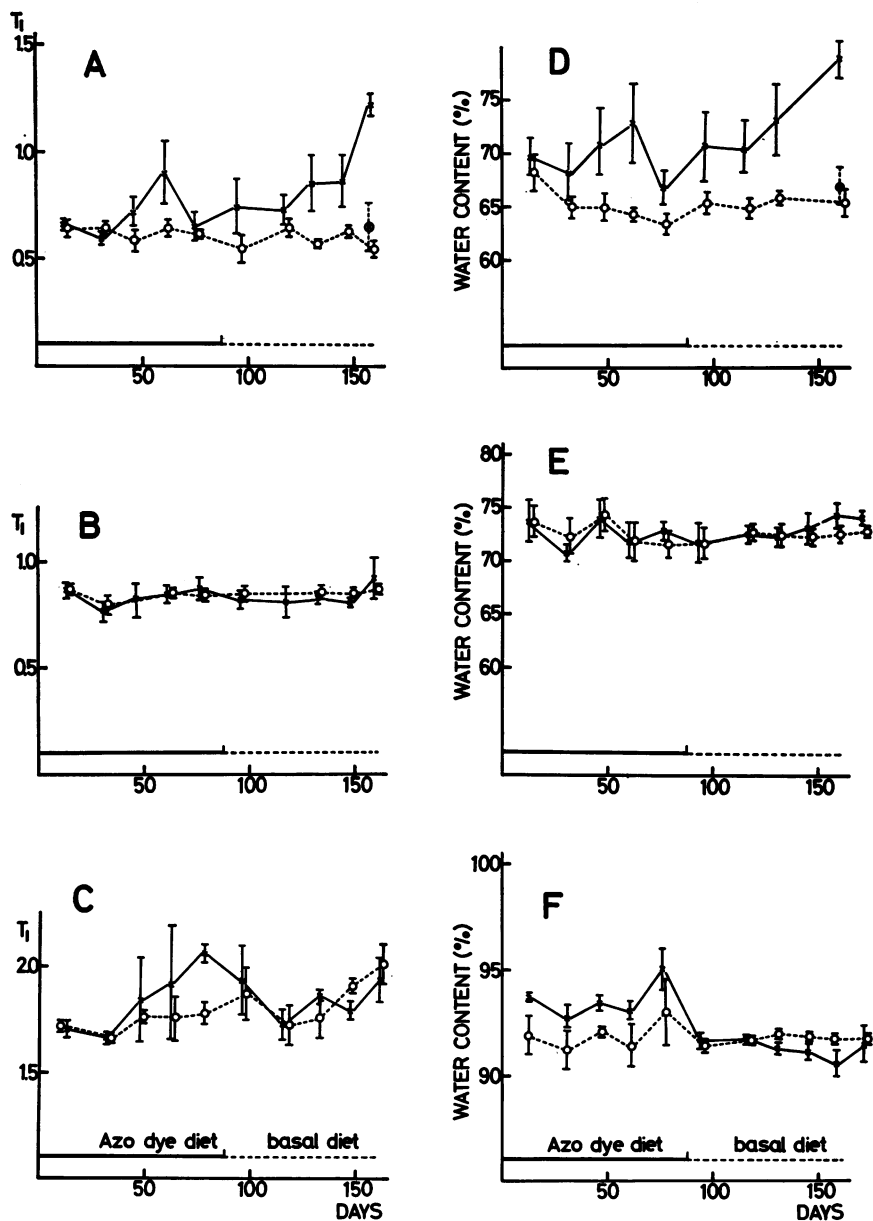 T₁
1.5
A
1.0
0.5
50
100
150
WATER CONTENT (%)
D
75
70
65
60
50
100
150
T₁
B
1.0
0.5
50
100
150
WATER CONTENT (%)
80
E
75
70
65
60
50
100
150
C
T₁
2.0
1.5
Azo dye diet
basal diet
50
100
150
DAYS
WATER CONTENT (%)
100
F
95
90
Azo dye diet
basal diet
50
100
150
DAYS